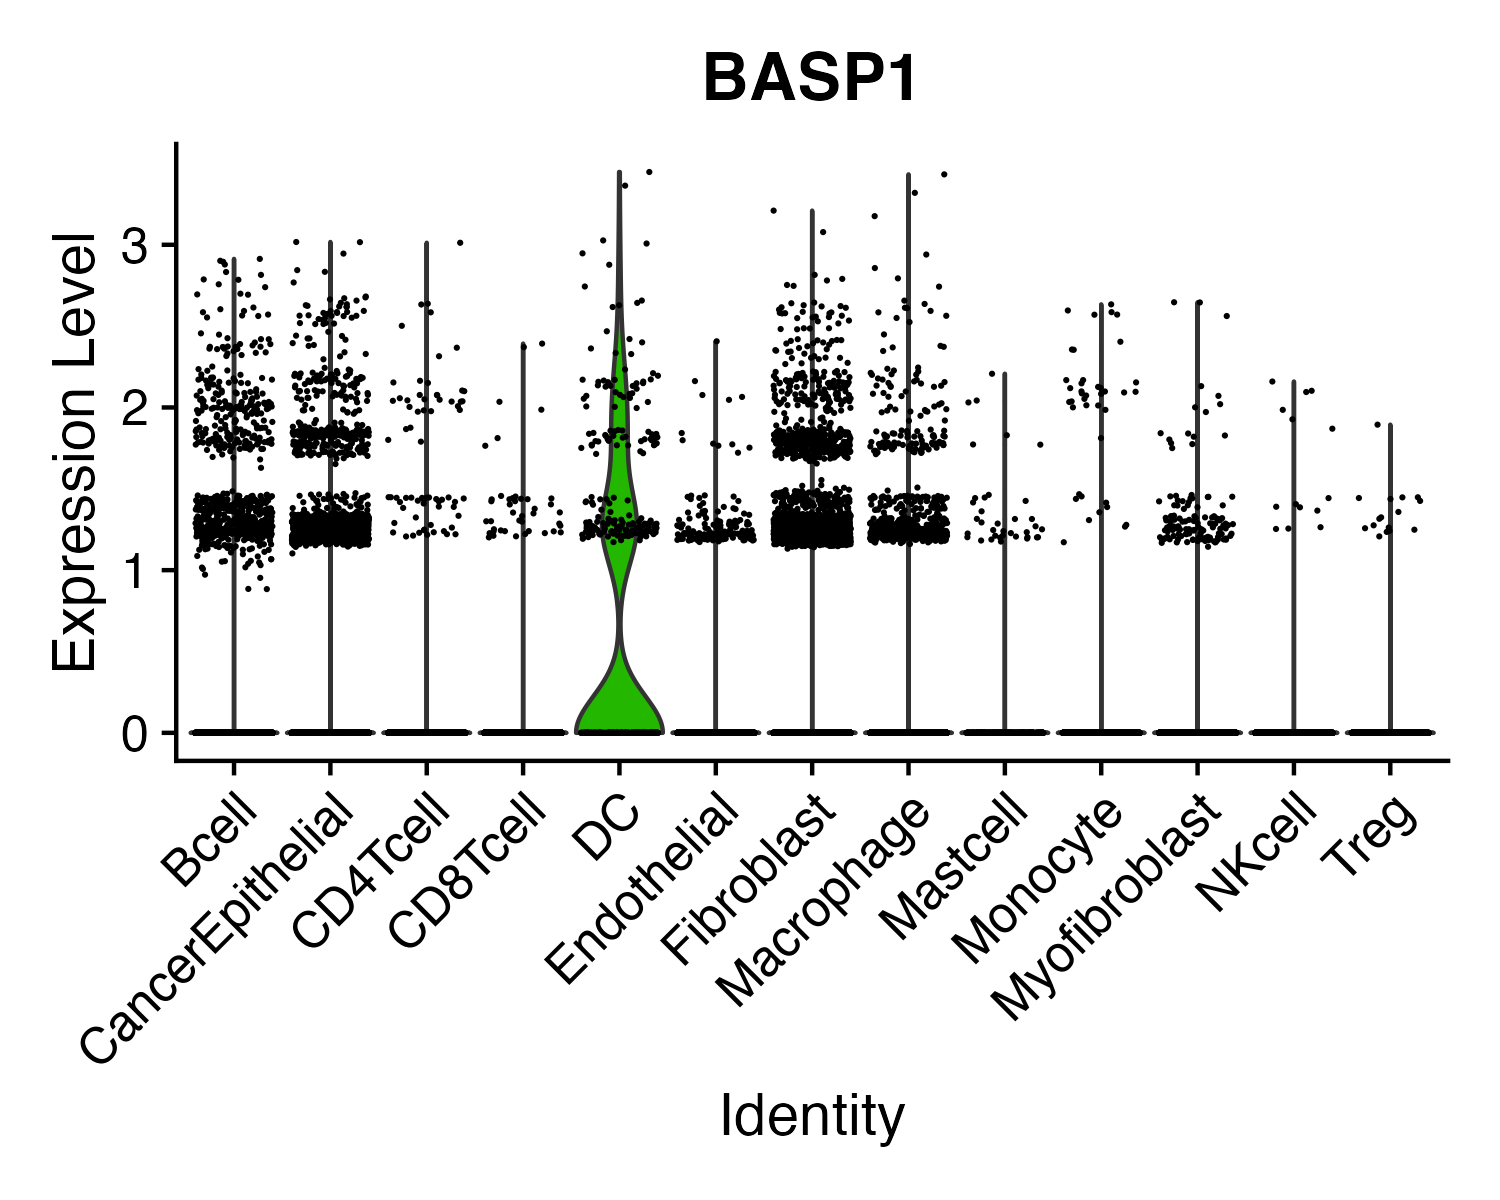 BASP1
Expression Level
3
2
1
0
Bcell
CancerEpithelial
CD4Tcell
CD8Tcell
DC
Endothelial
Fibroblast
Macrophage
Mastcell
Monocyte
Myofibroblast
NKcell
Treg
Identity